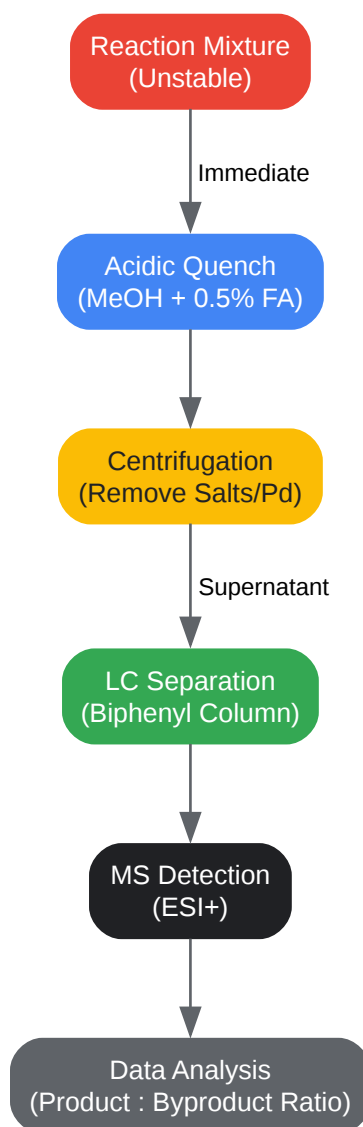 Reaction Mixture
(Unstable)
Immediate
Acidic Quench
(MeOH + 0.5% FA)
Centrifugation
(Remove Salts/Pd)
Supernatant
LC Separation
(Biphenyl Column)
MS Detection
(ESI+)
Data Analysis
(Product : Byproduct Ratio)